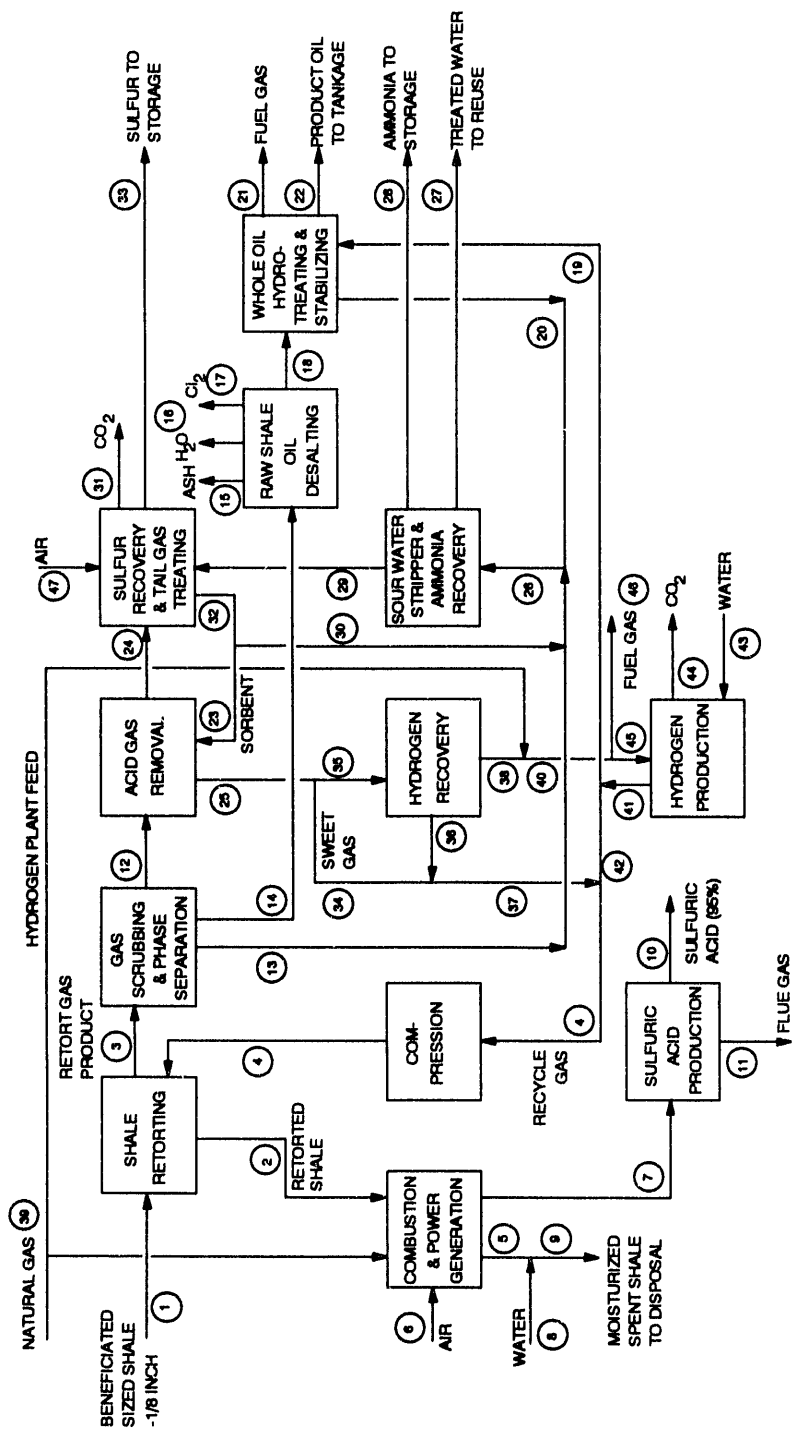 NATURAL GAS 39
HYDROGEN PLANT FEED
BENEFICIATED
SIZED SHALE
-1/8 INCH
1
SHALE
RETORTING
RETORT GAS
PRODUCT
3
GAS
SCRUBBING
& PHASE
SEPARATION
12
ACID GAS
REMOVAL.
24
47
AIR
SULFUR
RECOVERY
& TAIL GAS
TREATING
31
CO2
33
SULFUR TO
STORAGE
2
RETORTED
SHALE
4
13
14
25
23
SORBENT
32
30
29
ASH
15
H2O
16
Cl2
17
RAW SHALE
OIL
DESALTING
18
WHOLE OIL
HYDRO-
TREATING &
STABILIZING
21
FUEL GAS
22
PRODUCT OIL
TO TANKAGE
6
AIR
COMBUSTION
& POWER
GENERATION
COM-
PRESSION
SWEET
GAS
34
35
HYDROGEN
RECOVERY
36
37
38
40
SOUR WATER
STRIPPER &
AMMONIA
RECOVERY
26
28
AMMONIA TO
STORAGE
27
TREATED WATER
TO REUSE
20
19
WATER
8
5
9
MOISTURIZED
SPENT SHALE
TO DISPOSAL
7
RECYCLE
GAS
4
42
SULFURIC
ACID
PRODUCTION
10
SULFURIC
ACID (95%)
11
FLUE GAS
41
45
HYDROGEN
PRODUCTION
FUEL GAS 46
CO2
44
WATER
43